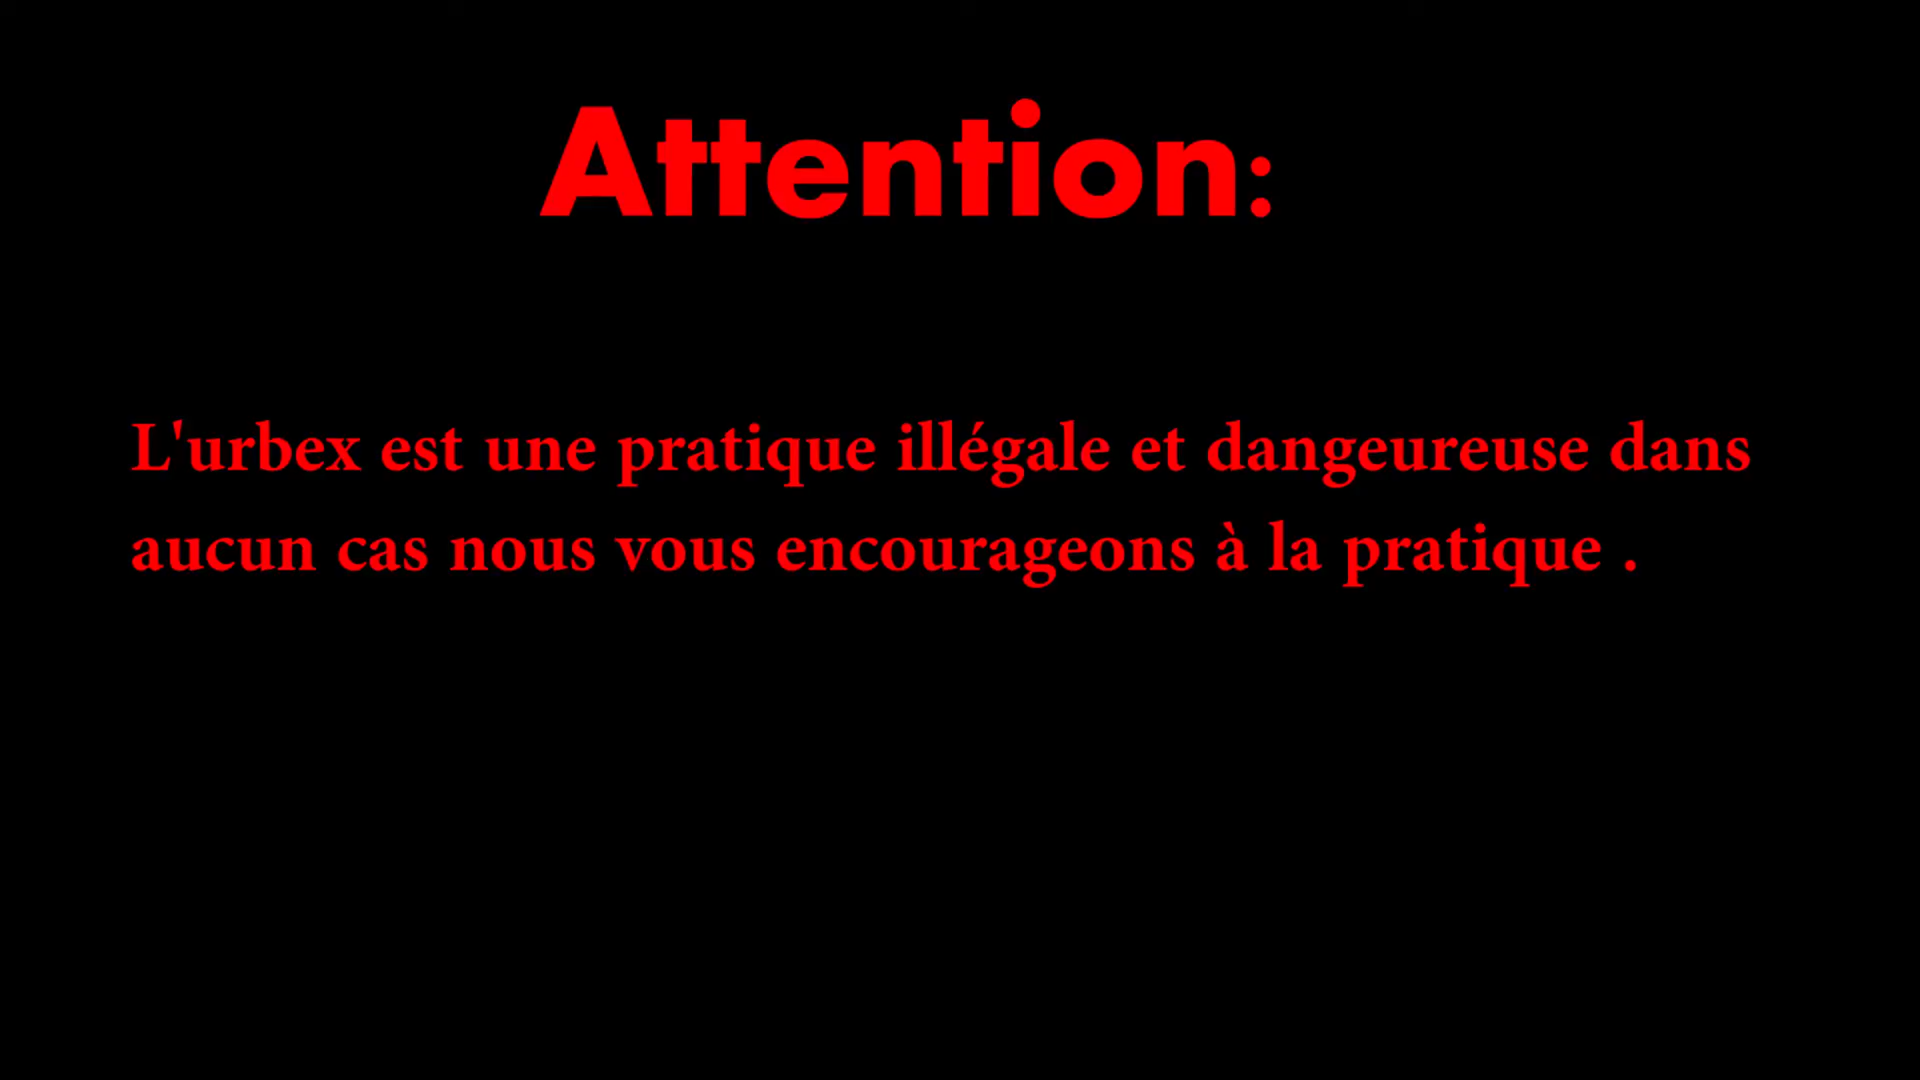 Attention:
L'urbex est une pratique illégale et dangeureuse dans
aucun cas nous vous encourageons à la pratique .